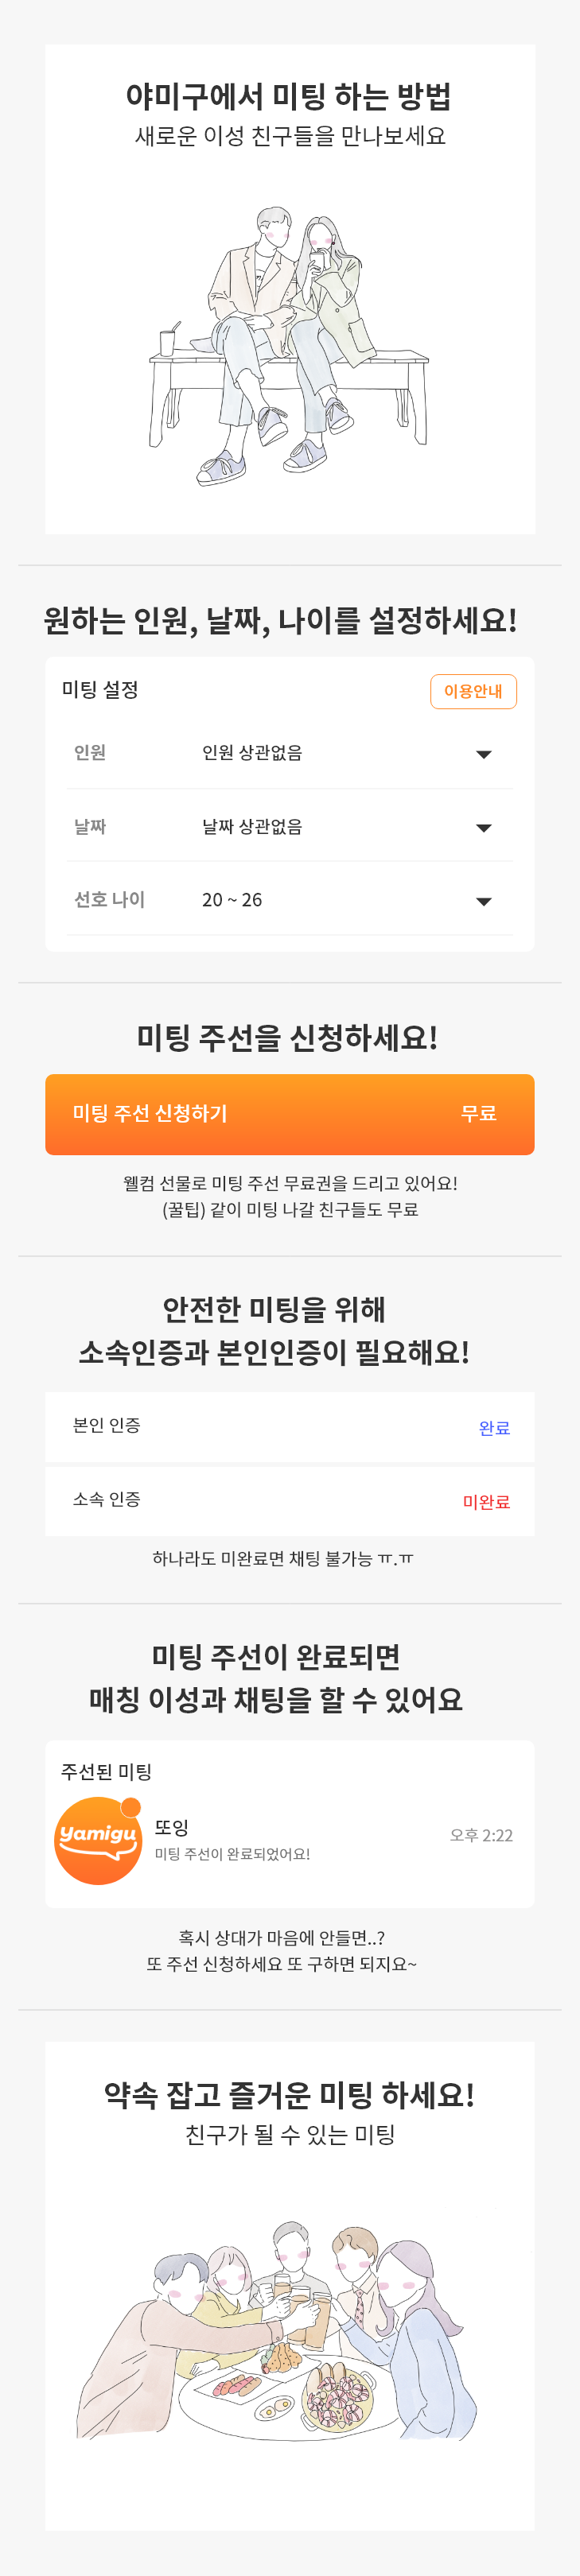 야미구에서 미팅 하는 방법
새로운 이성 친구들을 만나보세요
원하는 인원, 날짜, 나이를 설정하세요!
미팅 설정 이용안내
인원 인원 상관없음
날짜 날짜 상관없음
선호 나이 20 ~ 26
미팅 주선을 신청하세요!
미팅 주선 신청하기 무료
웰컴 선물로 미팅 주선 무료권을 드리고 있어요!
(꿀팁) 같이 미팅 나갈 친구들도 무료
안전한 미팅을 위해
소속인증과 본인인증이 필요해요!
본인 인증 완료
소속 인증 미완료
하나라도 미완료면 채팅 불가능 ㅠ.ㅠ
미팅 주선이 완료되면
매칭 이성과 채팅을 할 수 있어요
주선된 미팅
Yamigu
또잉
미팅 주선이 완료되었어요!
오후 2:22
혹시 상대가 마음에 안들면..?
또 주선 신청하세요 또 구하면 되지요~
약속 잡고 즐거운 미팅 하세요!
친구가 될 수 있는 미팅